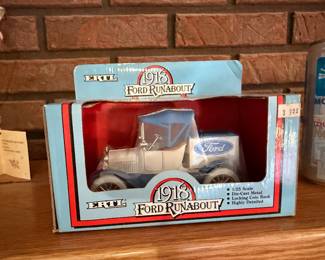 ERTL
1918
FORD RUNABOUT
Ford
ERTL
1918
FORD RUNABOUT
• 1/25 Scale
• Die-Cast Metal
• Locking Coin Bank
• Highly Detailed